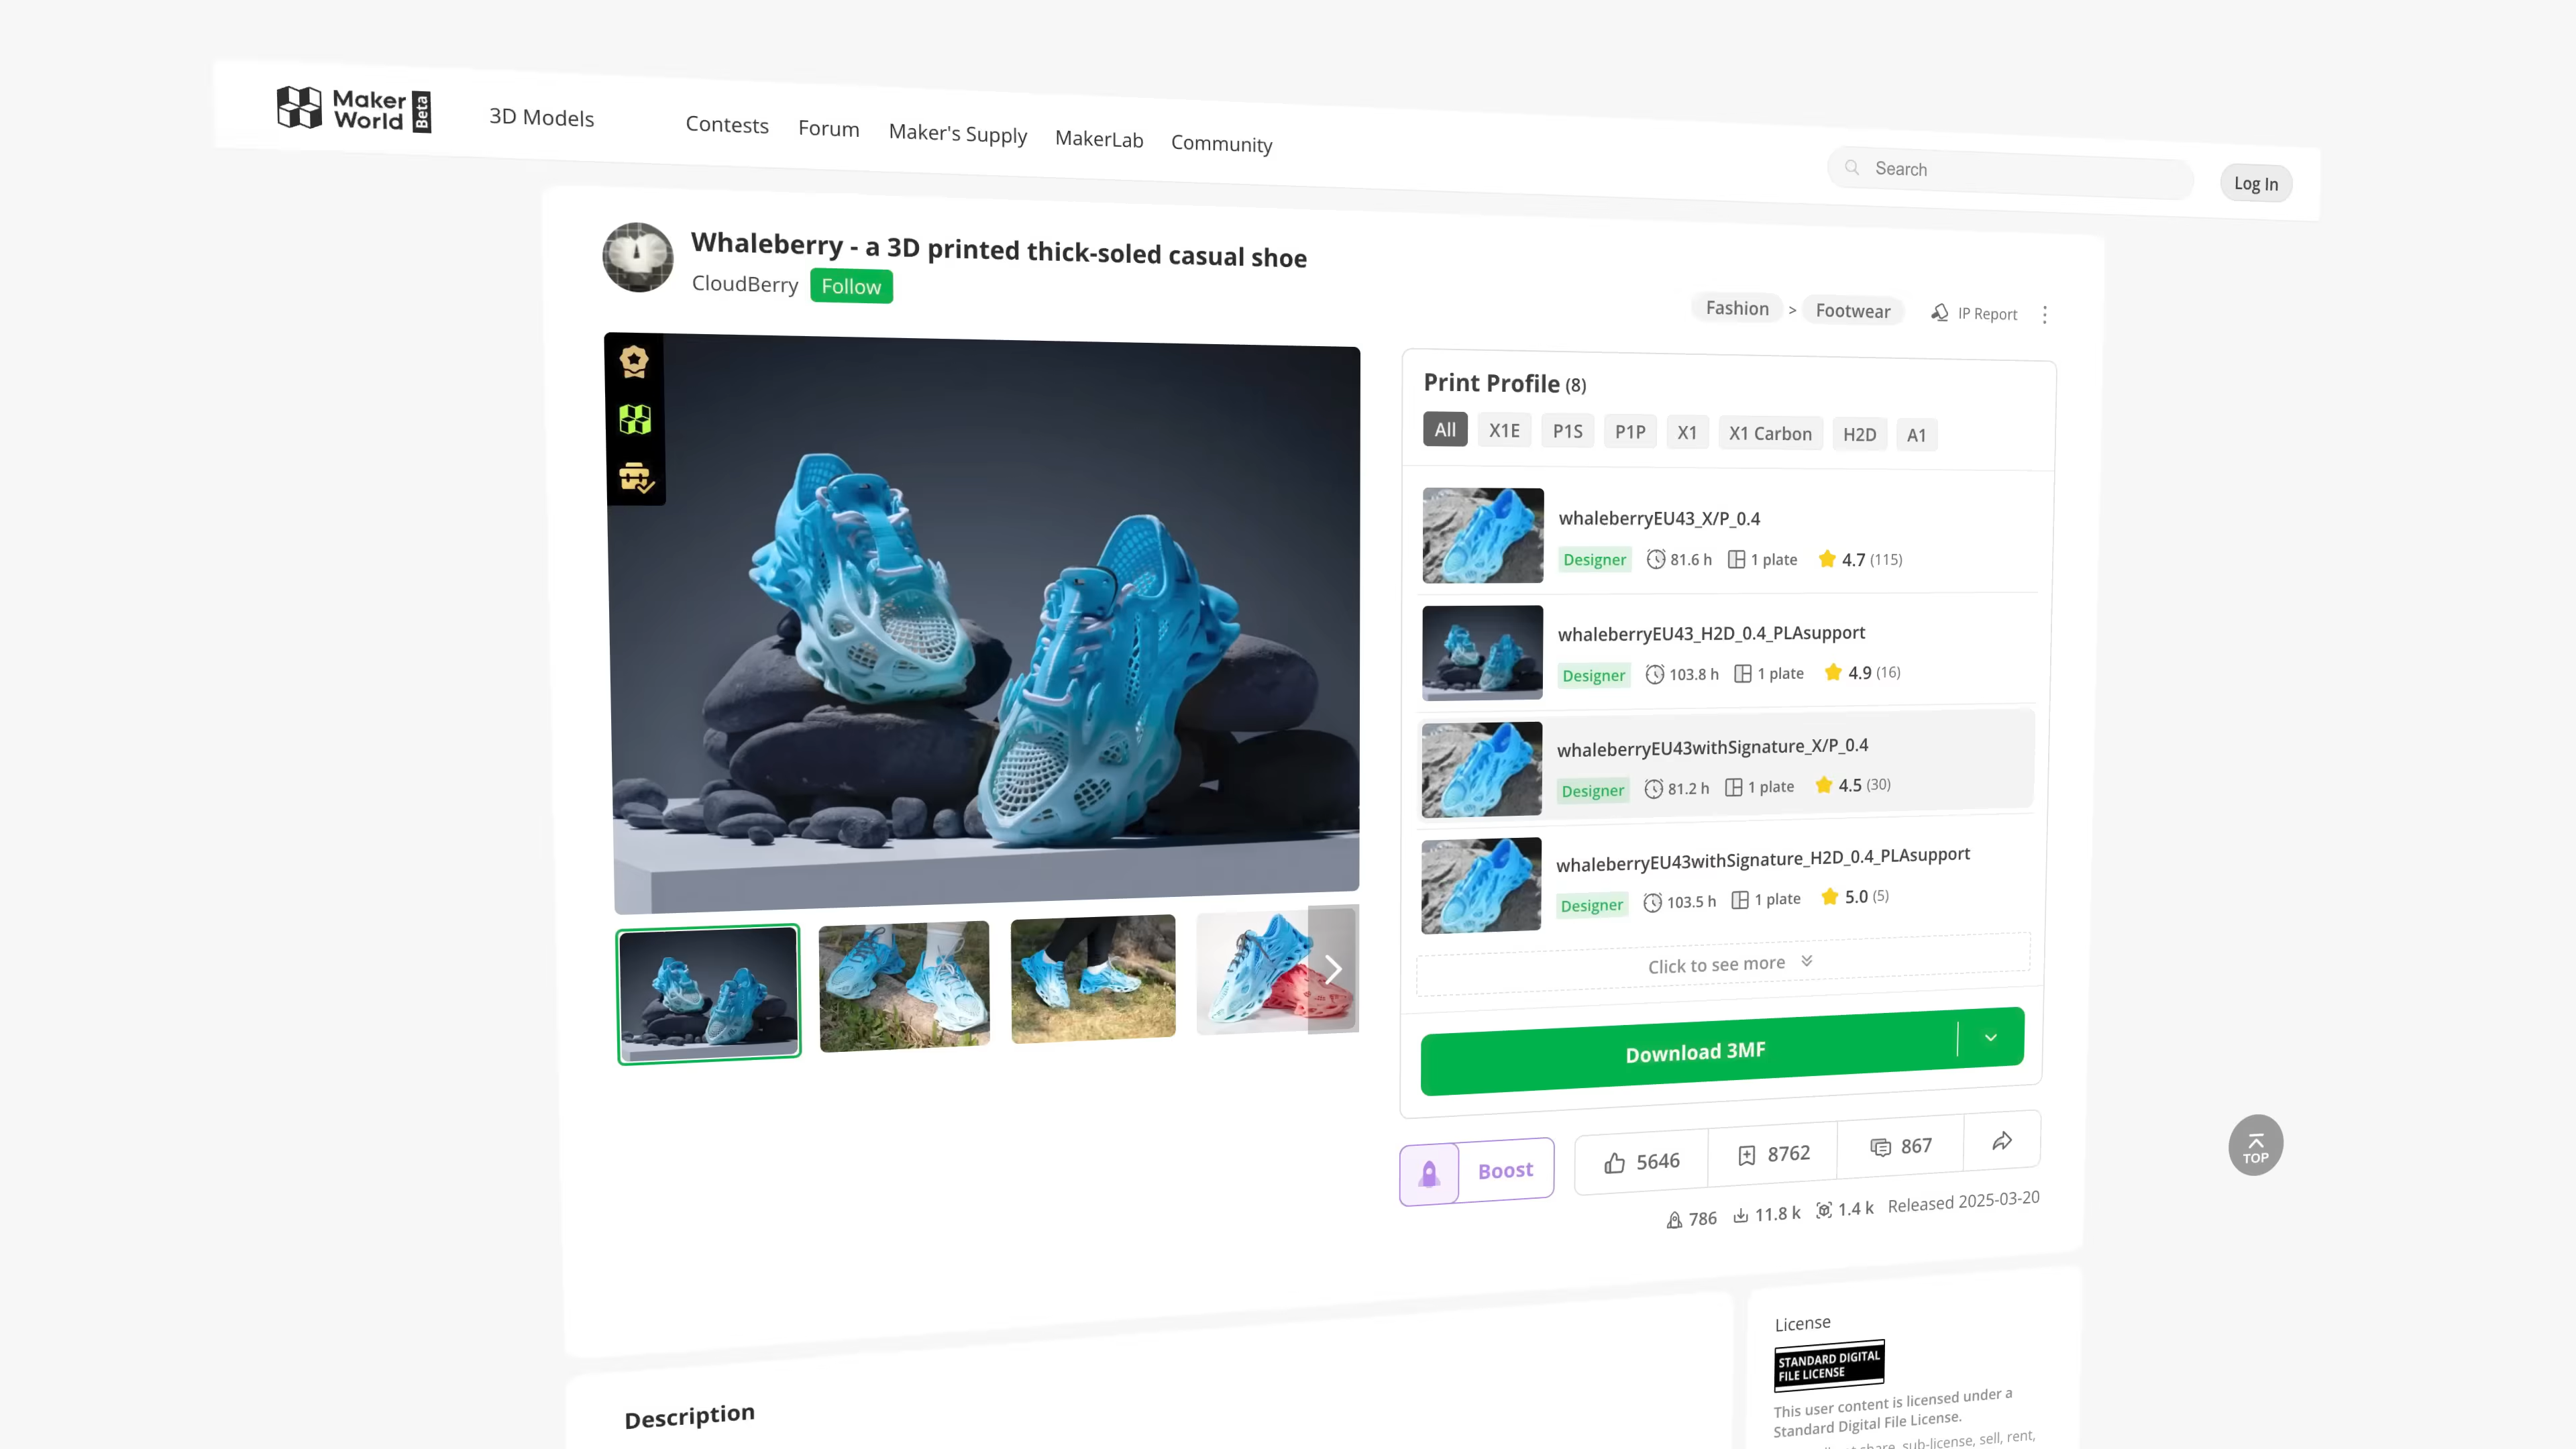 Maker World Beta
3D Models
Contests
Forum
Maker's Supply
MakerLab
Community
Search
Log In
Whaleberry - a 3D printed thick-soled casual shoe
CloudBerry
Follow
Fashion > Footwear
IP Report
Print Profile (8)
All
X1E
P1S
P1P
X1
X1 Carbon
H2D
A1
whaleberryEU43_X/P_0.4
Designer 81.6 h 1 plate 4.7 (115)
whaleberryEU43_H2D_0.4_PLAsupport
Designer 103.8 h 1 plate 4.9 (16)
whaleberryEU43withSignature_X/P_0.4
Designer 81.2 h 1 plate 4.5 (30)
whaleberryEU43withSignature_H2D_0.4_PLAsupport
Designer 103.5 h 1 plate 5.0 (5)
Click to see more
Download 3MF
Boost
5646
8762
867
786 11.8 k 1.4 k Released 2025-03-20
TOP
Description
License
STANDARD DIGITAL
FILE LICENSE
This user content is licensed under a
Standard Digital File License.
share, sub-license, sell, rent,